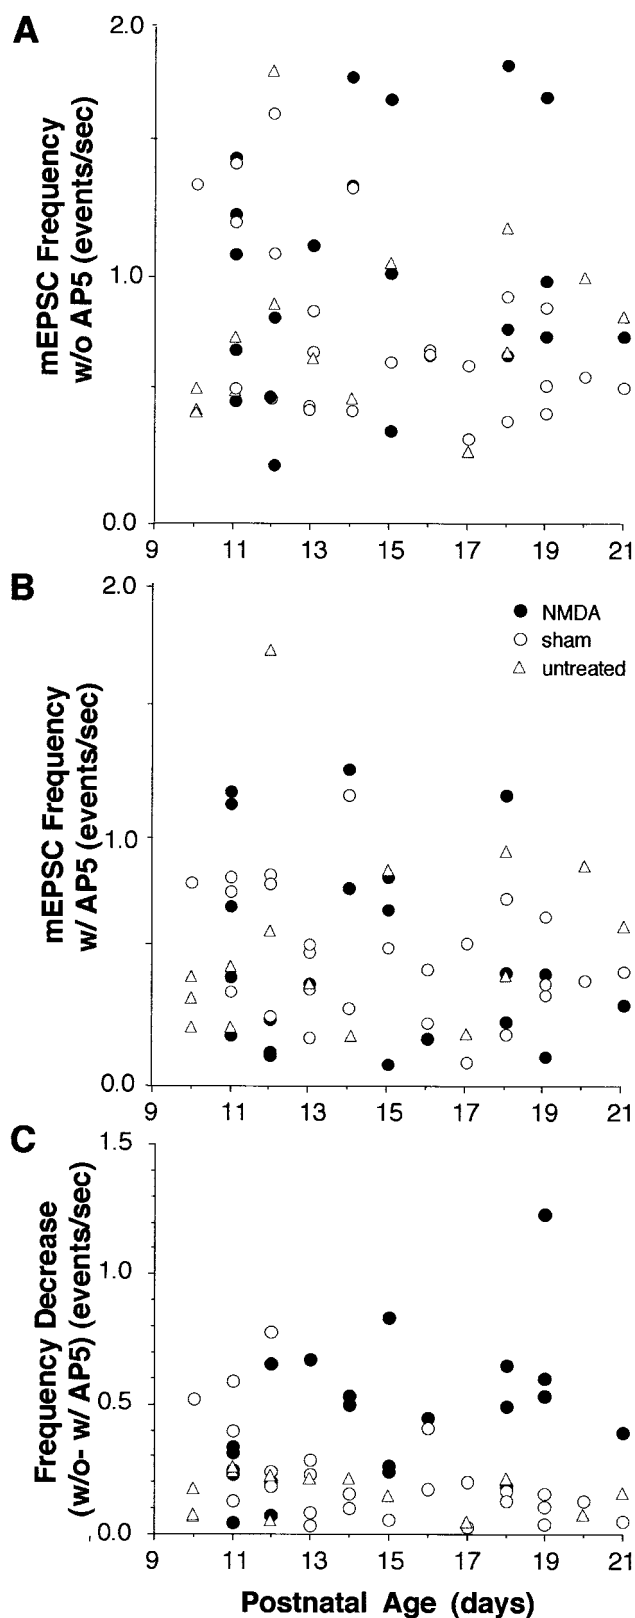 A
2.0
1.0
0.0
mEPSC Frequency
w/o AP5 (events/sec)
9 11 13 15 17 19 21
B
2.0
1.0
0.0
mEPSC Frequency
w/ AP5 (events/sec)
NMDA
sham
untreated
9 11 13 15 17 19 21
C
1.5
1.0
0.5
0.0
Frequency Decrease
(w/o- w/ AP5) (events/sec)
9 11 13 15 17 19 21
Postnatal Age (days)